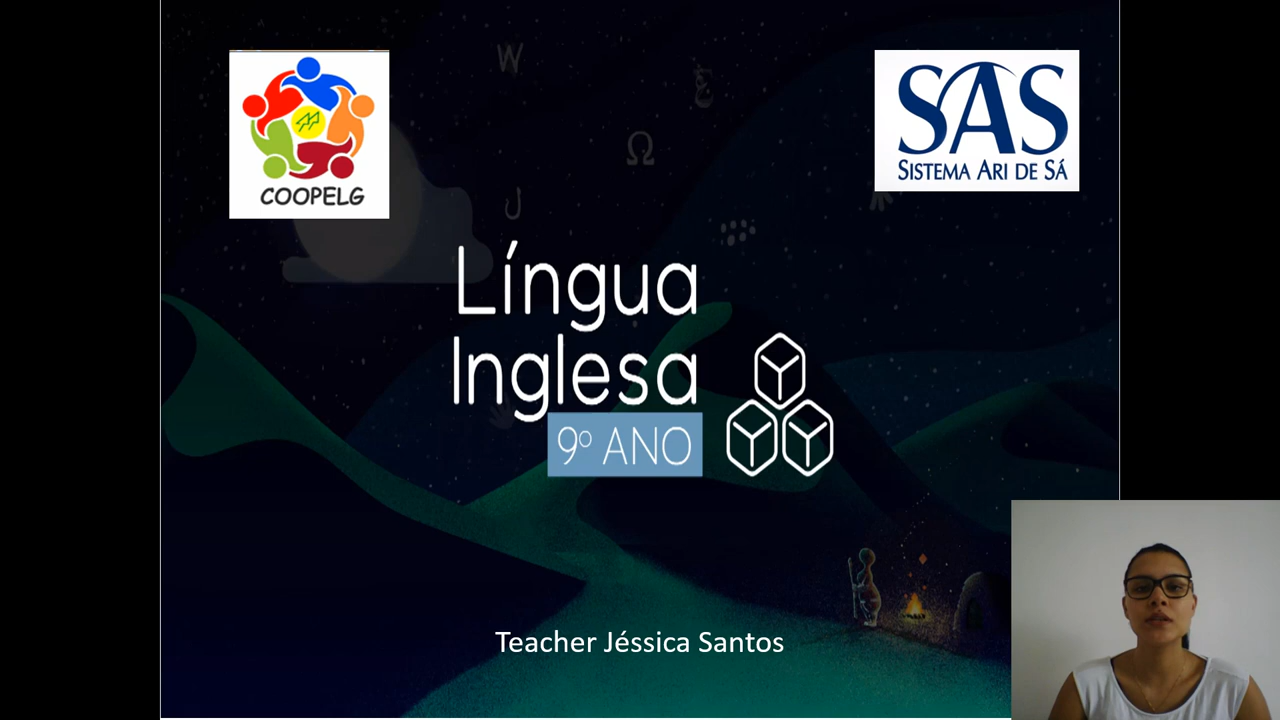 COOPELG
SAS
SISTEMA ARI DE SÁ
W
Ω
Língua
Inglesa
9º ANO
Teacher Jéssica Santos